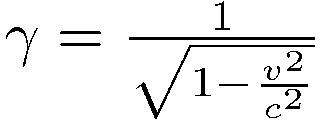 γ = 1 / √(1 − v²/c²)